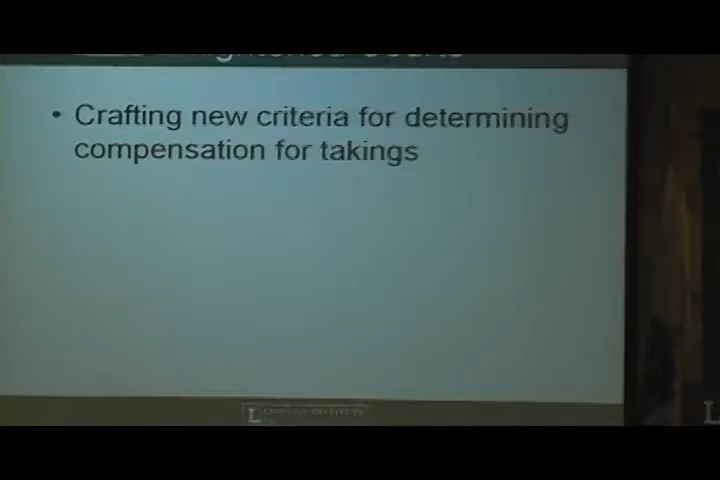 • Crafting new criteria for determining
compensation for takings
L
L